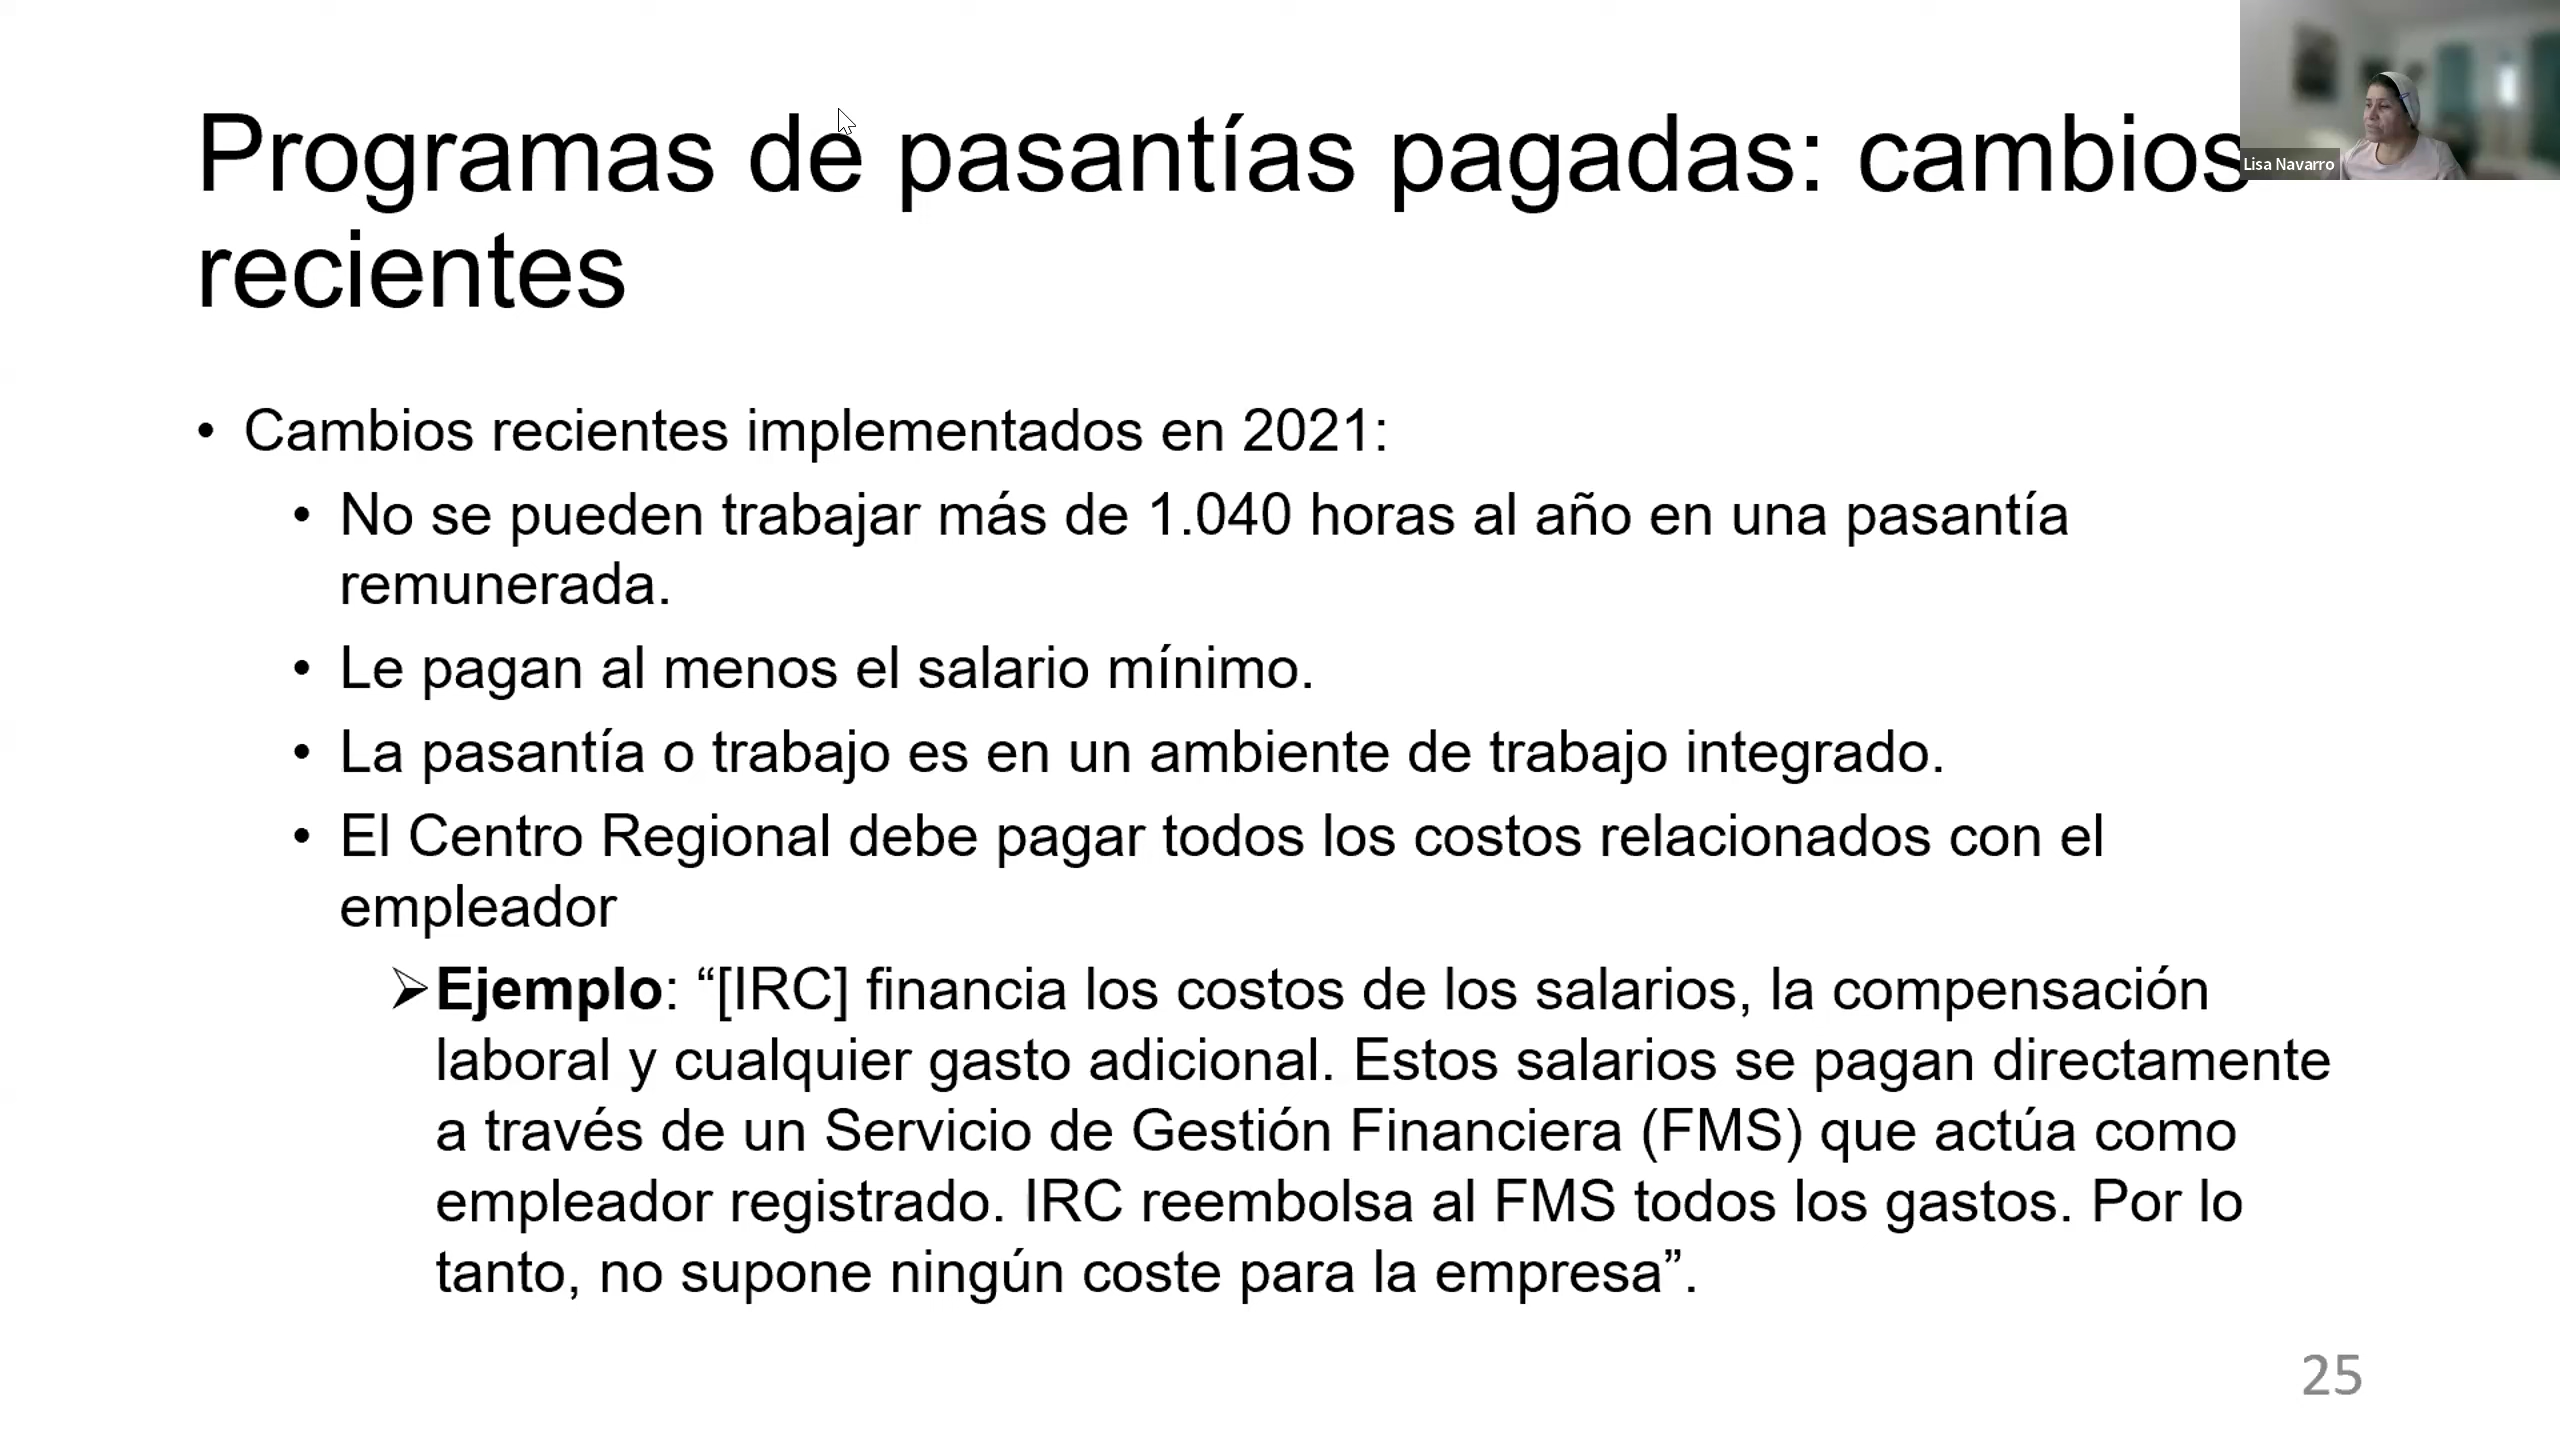 Programas de pasantías pagadas: cambios
recientes
Lisa Navarro
• Cambios recientes implementados en 2021:
• No se pueden trabajar más de 1.040 horas al año en una pasantía
remunerada.
• Le pagan al menos el salario mínimo.
• La pasantía o trabajo es en un ambiente de trabajo integrado.
• El Centro Regional debe pagar todos los costos relacionados con el
empleador
➢Ejemplo: “[IRC] financia los costos de los salarios, la compensación
laboral y cualquier gasto adicional. Estos salarios se pagan directamente
a través de un Servicio de Gestión Financiera (FMS) que actúa como
empleador registrado. IRC reembolsa al FMS todos los gastos. Por lo
tanto, no supone ningún coste para la empresa”.
25